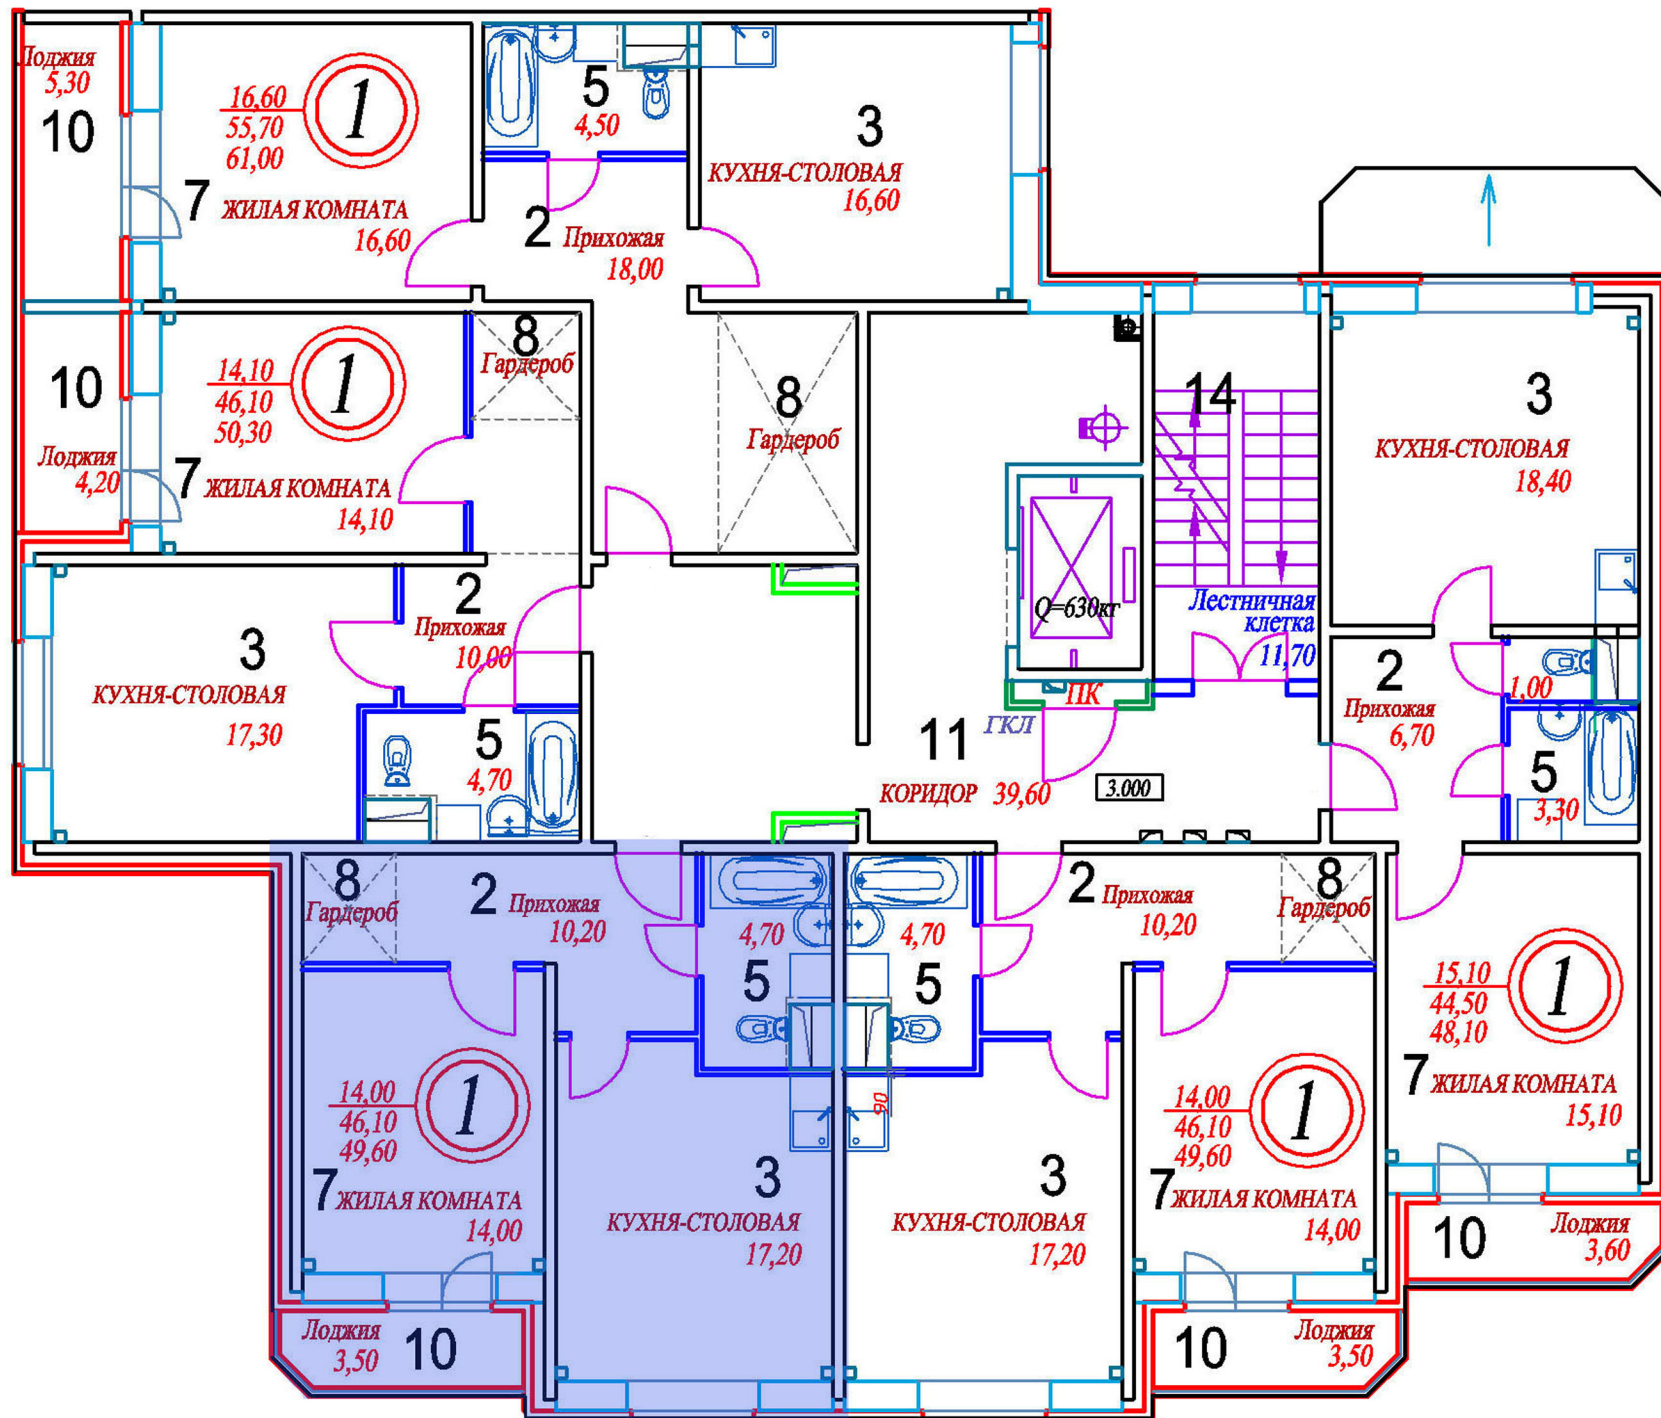 Лоджия
5,30
10
16,60
55,70
61,00
1
7
ЖИЛАЯ КОМНАТА
16,60
5
4,50
2
Прихожая
18,00
3
КУХНЯ-СТОЛОВАЯ
16,60
10
Лоджия
4,20
14,10
46,10
50,30
1
7
ЖИЛАЯ КОМНАТА
14,10
8
Гардероб
8
Гардероб
14
Лестничная
клетка
11,70
Q=630кг
3
КУХНЯ-СТОЛОВАЯ
18,40
3
КУХНЯ-СТОЛОВАЯ
17,30
2
Прихожая
10,00
5
4,70
11
КОРИДОР 39,60
ГКЛ
ПК
3.000
2
Прихожая
6,70
1,00
5
3,30
8
Гардероб
2
Прихожая
10,20
4,70
5
4,70
5
2
Прихожая
10,20
8
Гардероб
14,00
46,10
49,60
1
7
ЖИЛАЯ КОМНАТА
14,00
3
КУХНЯ-СТОЛОВАЯ
17,20
90
3
КУХНЯ-СТОЛОВАЯ
17,20
14,00
46,10
49,60
1
7
ЖИЛАЯ КОМНАТА
14,00
15,10
44,50
48,10
1
7
ЖИЛАЯ КОМНАТА
15,10
Лоджия
3,50
10
10
Лоджия
3,50
10
Лоджия
3,60